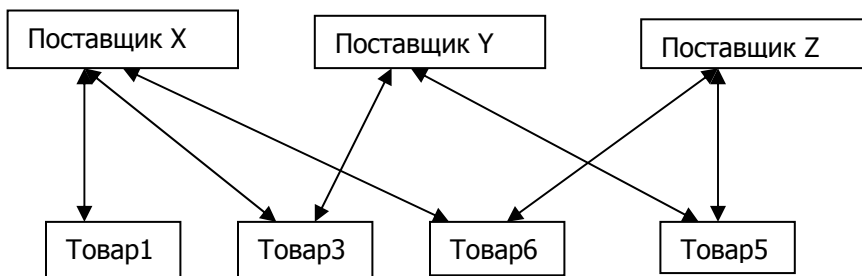 Поставщик X
Поставщик Y
Поставщик Z
Товар1
Товар3
Товар6
Товар5